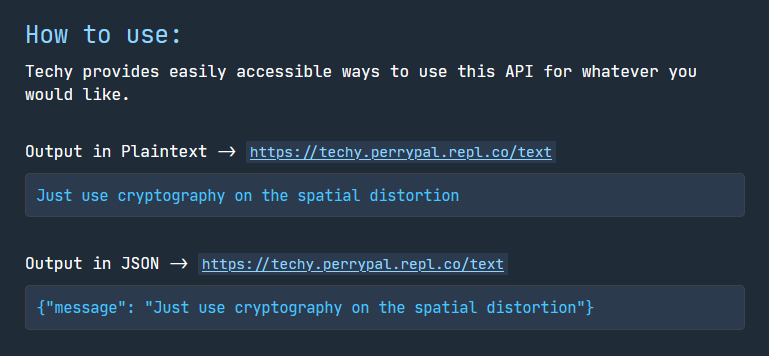 How to use:
Techy provides easily accessible ways to use this API for whatever you
would like.
Output in Plaintext -> https://techy.perrypal.repl.co/text
Just use cryptography on the spatial distortion
Output in JSON -> https://techy.perrypal.repl.co/text
{"message": "Just use cryptography on the spatial distortion"}